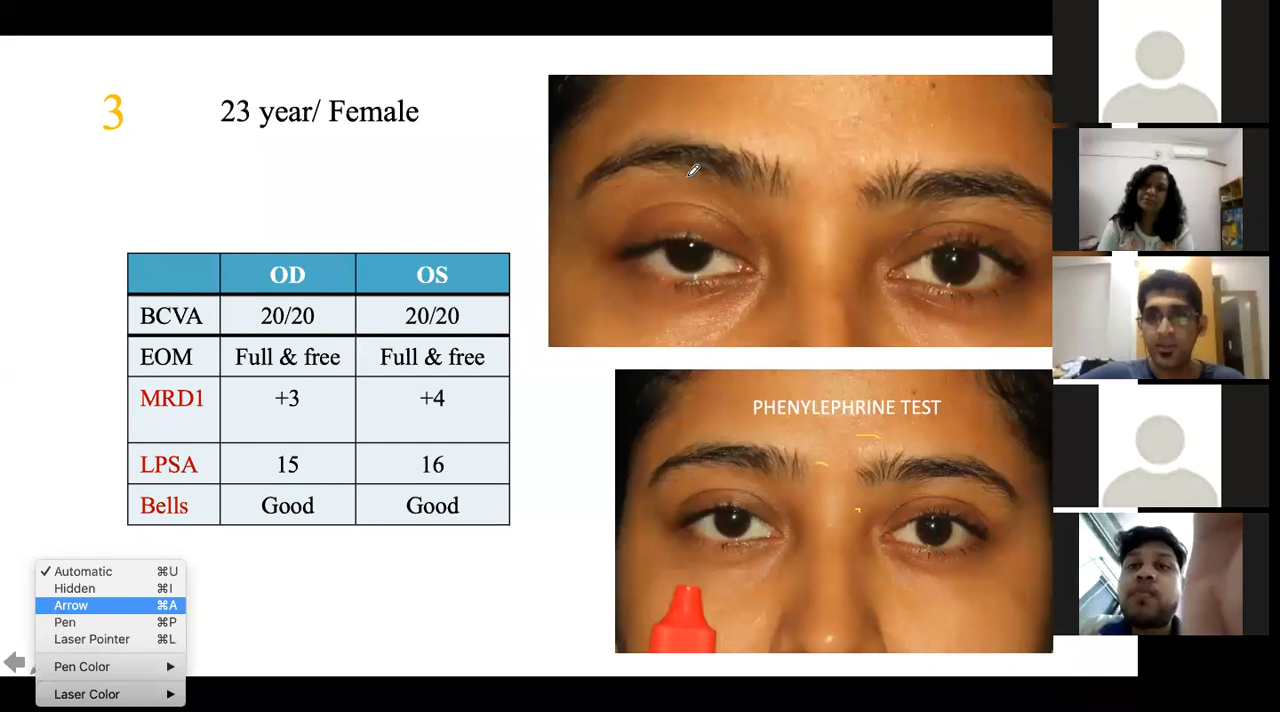 3
23 year/ Female
OD OS
BCVA 20/20 20/20
EOM Full & free Full & free
MRD1 +3 +4
LPSA 15 16
Bells Good Good
PHENYLEPHRINE TEST
✓ Automatic ⌘U
Hidden ⌘I
Arrow ⌘A
Pen ⌘P
Laser Pointer ⌘L
Pen Color ▶
Laser Color ▶